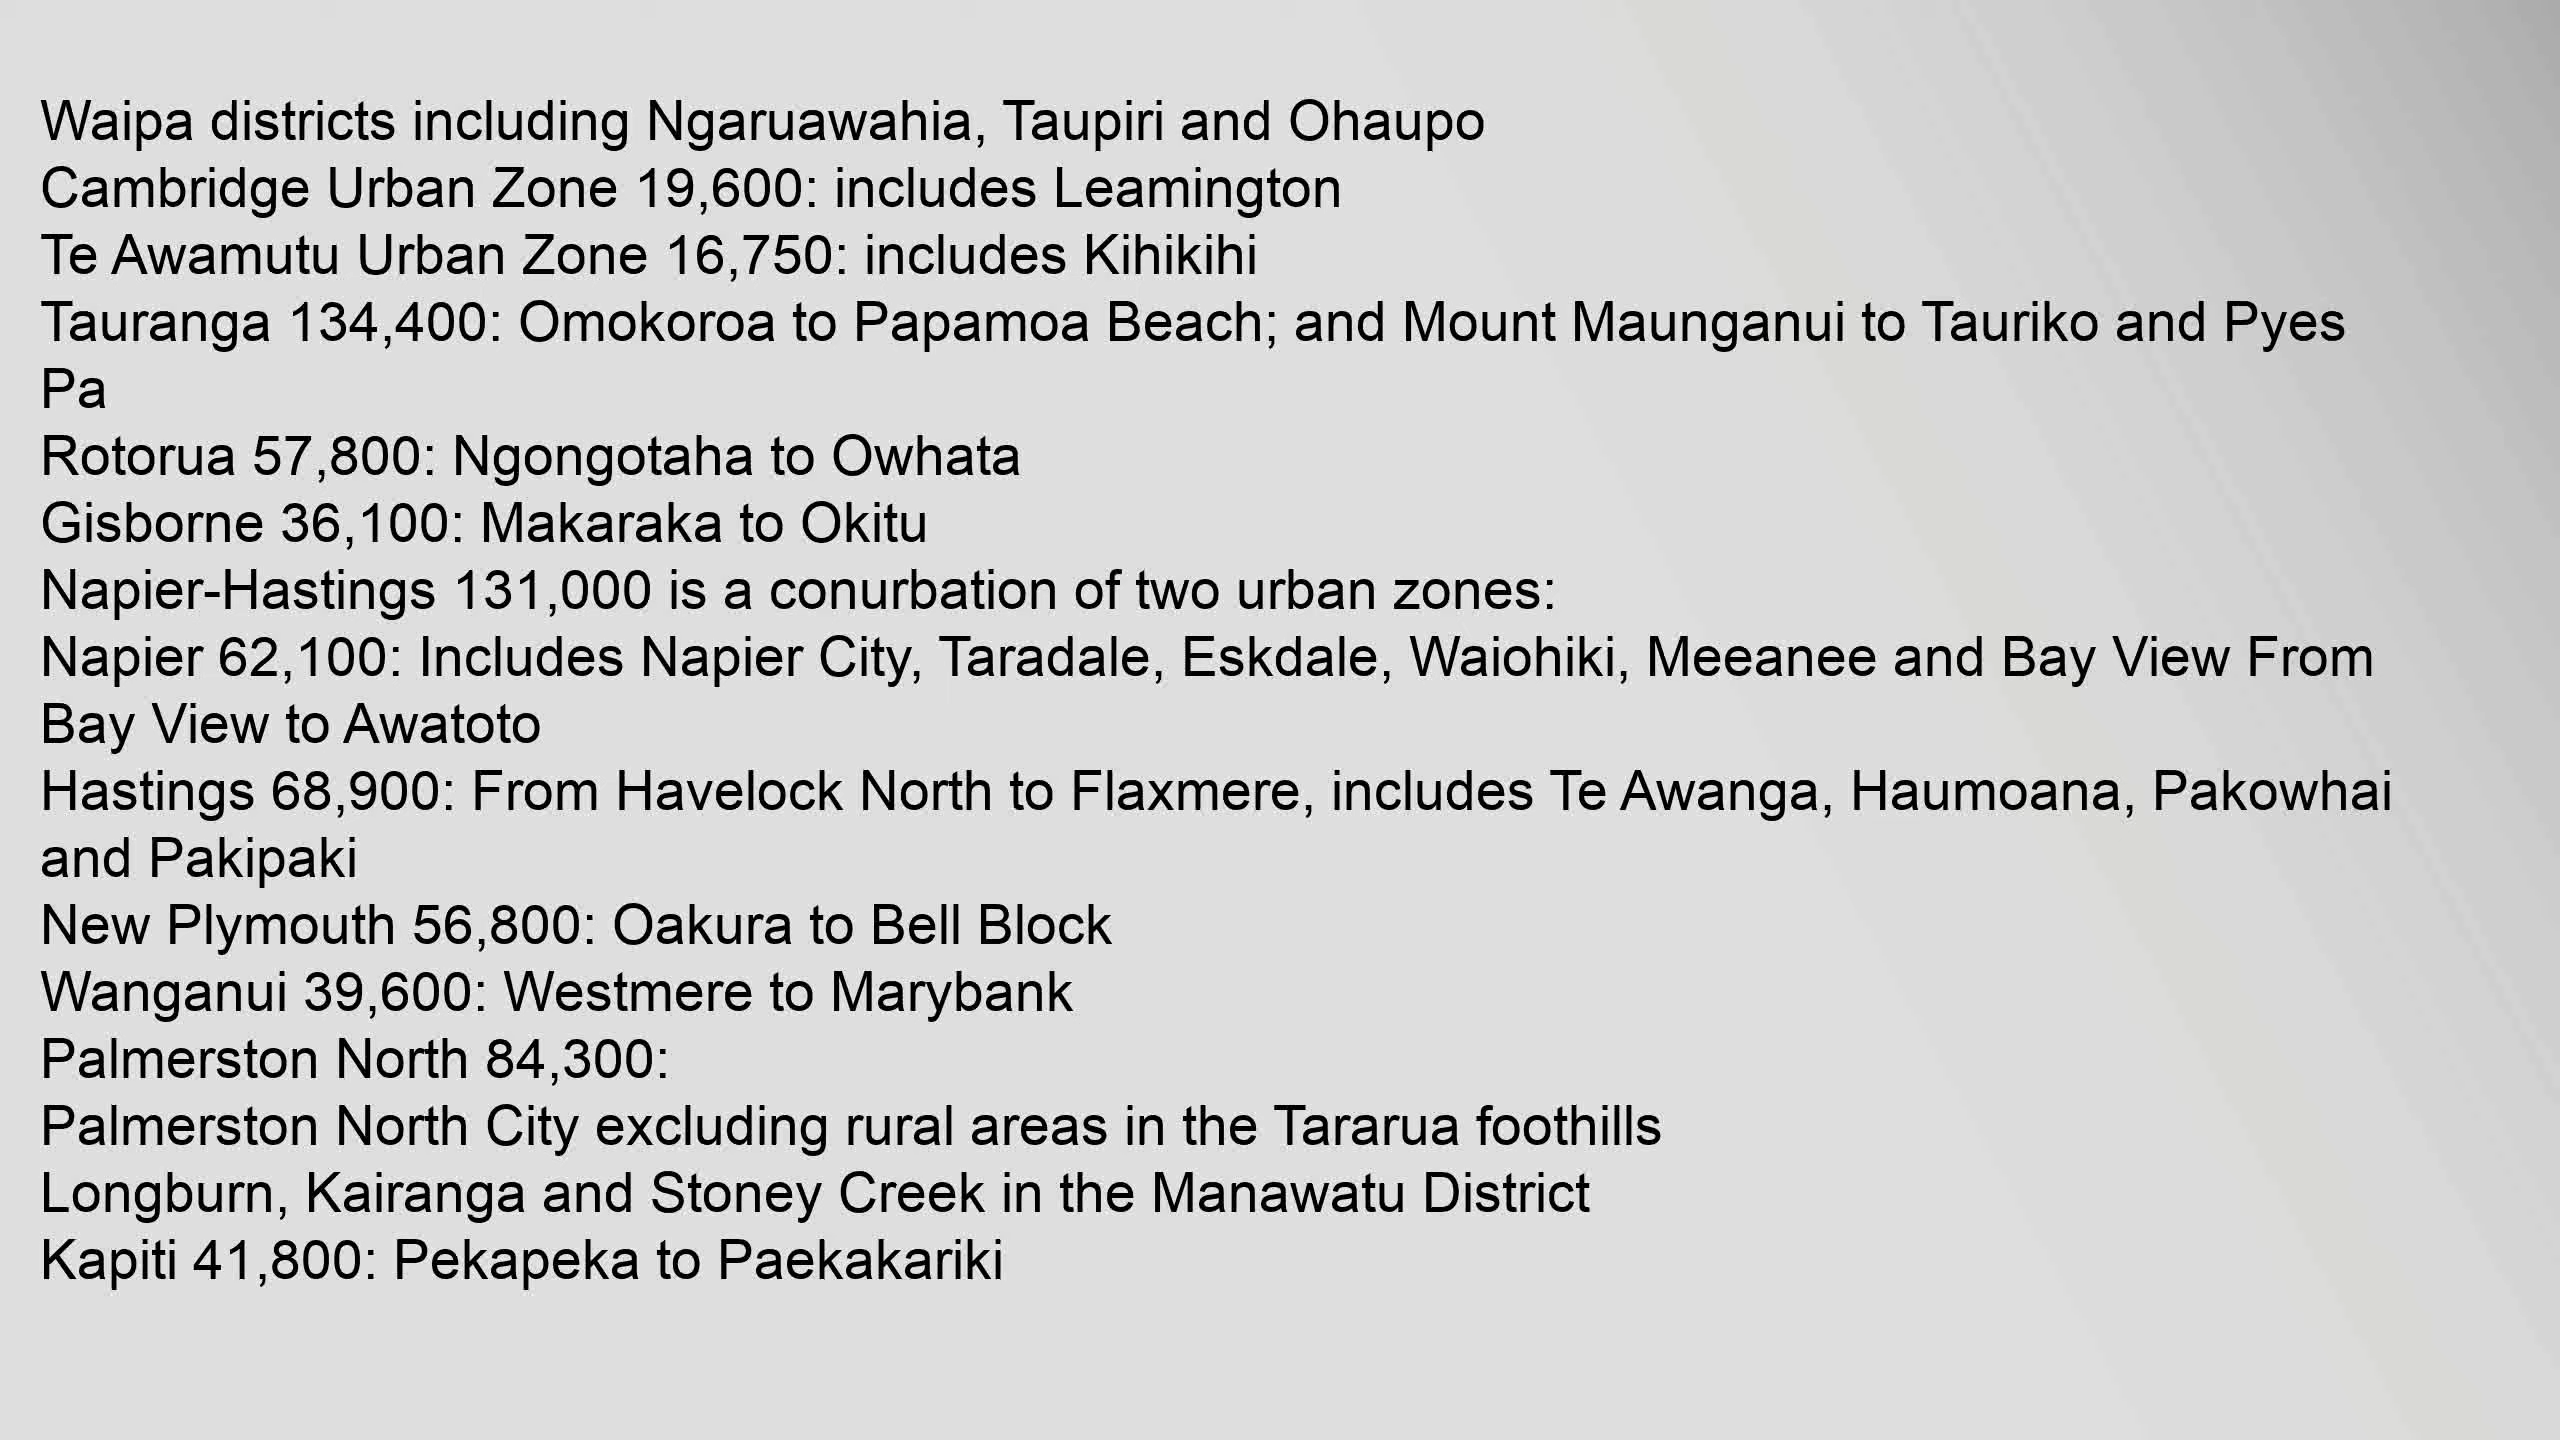 Waipa districts including Ngaruawahia, Taupiri and Ohaupo
Cambridge Urban Zone 19,600: includes Leamington
Te Awamutu Urban Zone 16,750: includes Kihikihi
Tauranga 134,400: Omokoroa to Papamoa Beach; and Mount Maunganui to Tauriko and Pyes
Pa
Rotorua 57,800: Ngongotaha to Owhata
Gisborne 36,100: Makaraka to Okitu
Napier-Hastings 131,000 is a conurbation of two urban zones:
Napier 62,100: Includes Napier City, Taradale, Eskdale, Waiohiki, Meeanee and Bay View From
Bay View to Awatoto
Hastings 68,900: From Havelock North to Flaxmere, includes Te Awanga, Haumoana, Pakowhai
and Pakipaki
New Plymouth 56,800: Oakura to Bell Block
Wanganui 39,600: Westmere to Marybank
Palmerston North 84,300:
Palmerston North City excluding rural areas in the Tararua foothills
Longburn, Kairanga and Stoney Creek in the Manawatu District
Kapiti 41,800: Pekapeka to Paekakariki